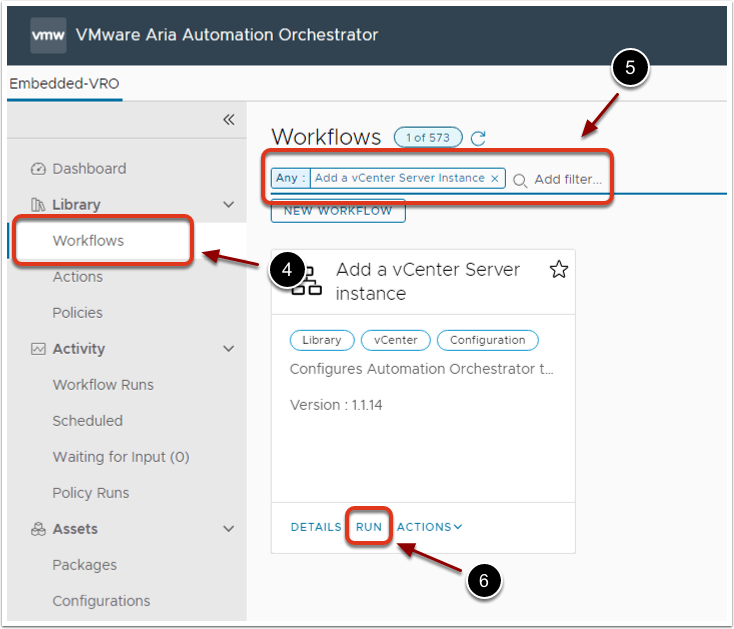 vmw VMware Aria Automation Orchestrator
5
Embedded-VRO
«
Workflows 1 of 573
Any : Add a vCenter Server Instance × Add filter...
NEW WORKFLOW
Dashboard
Library
Workflows
Actions
Policies
Activity
Workflow Runs
Scheduled
Waiting for Input (0)
Policy Runs
Assets
Packages
Configurations
4
Add a vCenter Server
instance
Library vCenter Configuration
Configures Automation Orchestrator t...
Version : 1.1.14
DETAILS RUN ACTIONS
6